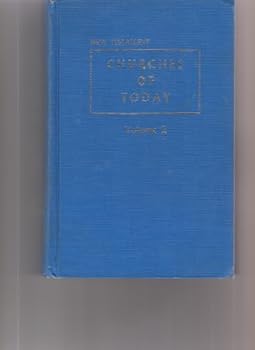 NEW TESTAMENT
CHURCHES
OF
TODAY
Volume 2